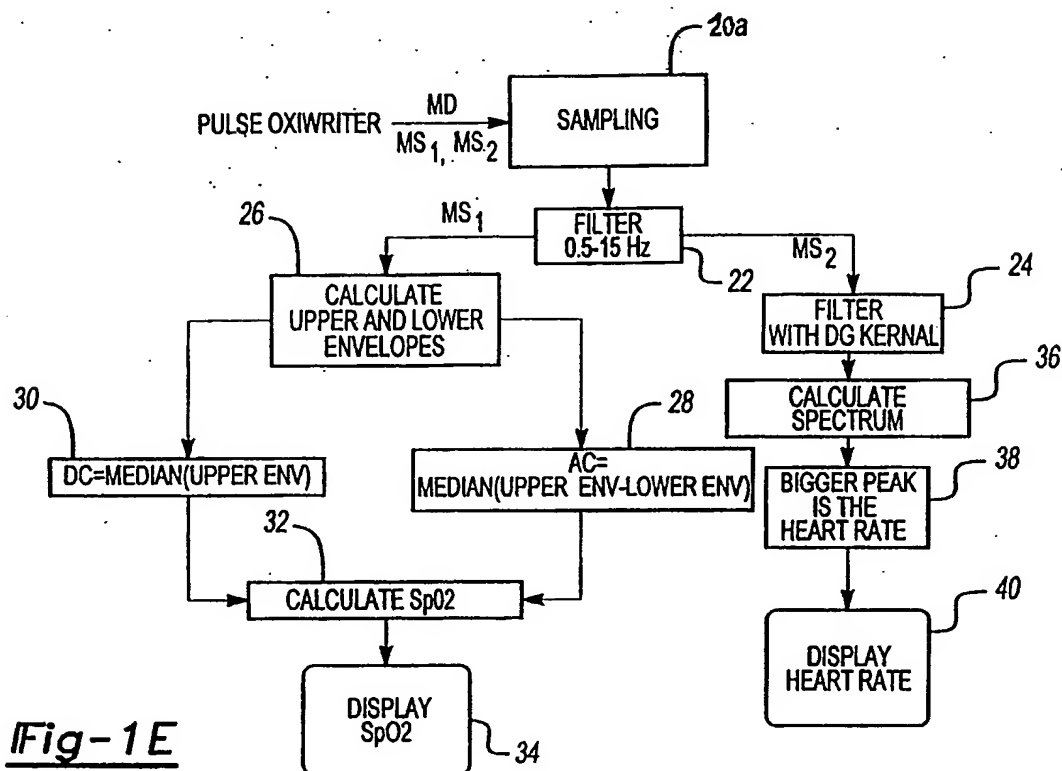 20a
PULSE OXIWRITER
MD
MS1, MS2
SAMPLING
26
MS1
FILTER
0.5-15 Hz
22
MS2
24
CALCULATE
UPPER AND LOWER
ENVELOPES
FILTER
WITH DG KERNAL
36
30
28
CALCULATE
SPECTRUM
DC=MEDIAN(UPPER ENV)
AC=
MEDIAN(UPPER ENV-LOWER ENV)
38
BIGGER PEAK
IS THE
HEART RATE
32
CALCULATE Sp02
40
DISPLAY
HEART RATE
DISPLAY
SpO2
34
Fig-1E